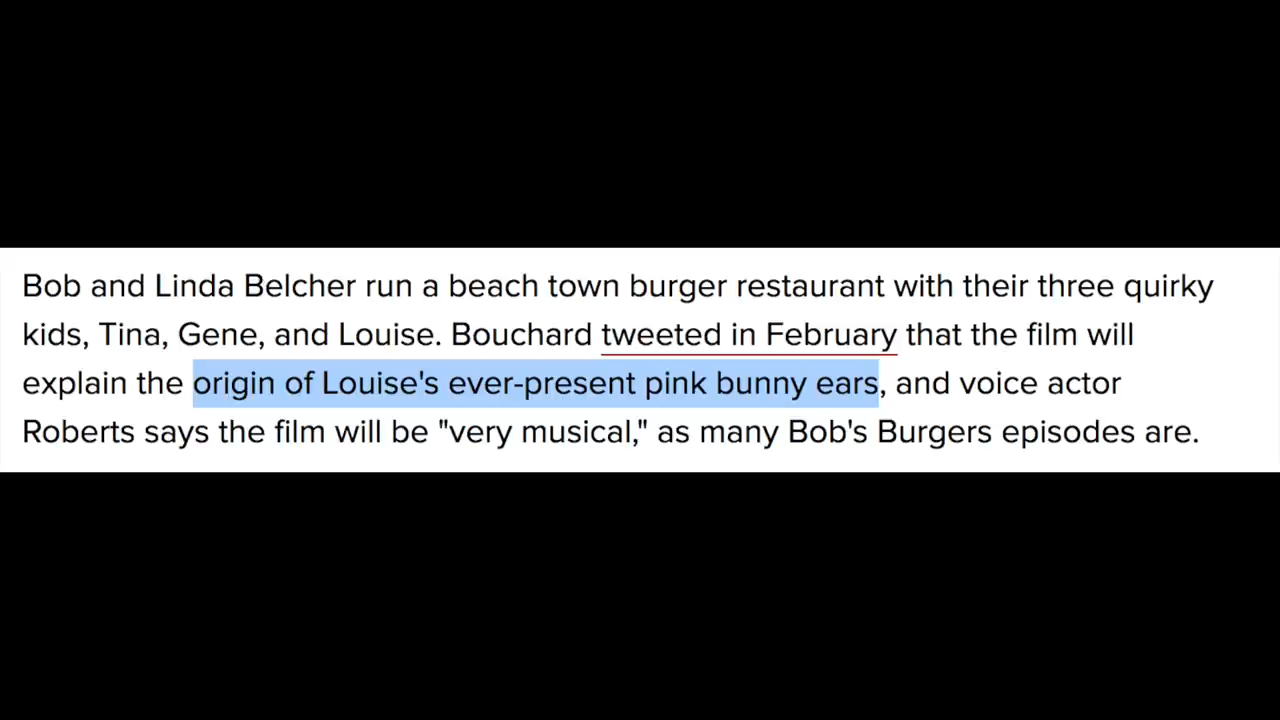 Bob and Linda Belcher run a beach town burger restaurant with their three quirky
kids, Tina, Gene, and Louise. Bouchard tweeted in February that the film will
explain the origin of Louise's ever-present pink bunny ears, and voice actor
Roberts says the film will be "very musical," as many Bob's Burgers episodes are.